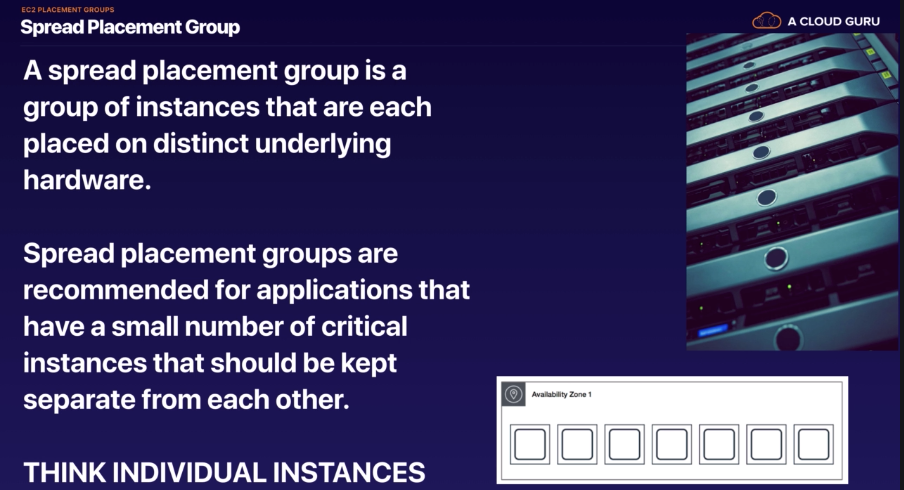 EC2 PLACEMENT GROUPS
Spread Placement Group
A CLOUD GURU
A spread placement group is a
group of instances that are each
placed on distinct underlying
hardware.
Spread placement groups are
recommended for applications that
have a small number of critical
instances that should be kept
separate from each other.
THINK INDIVIDUAL INSTANCES
Availability Zone 1